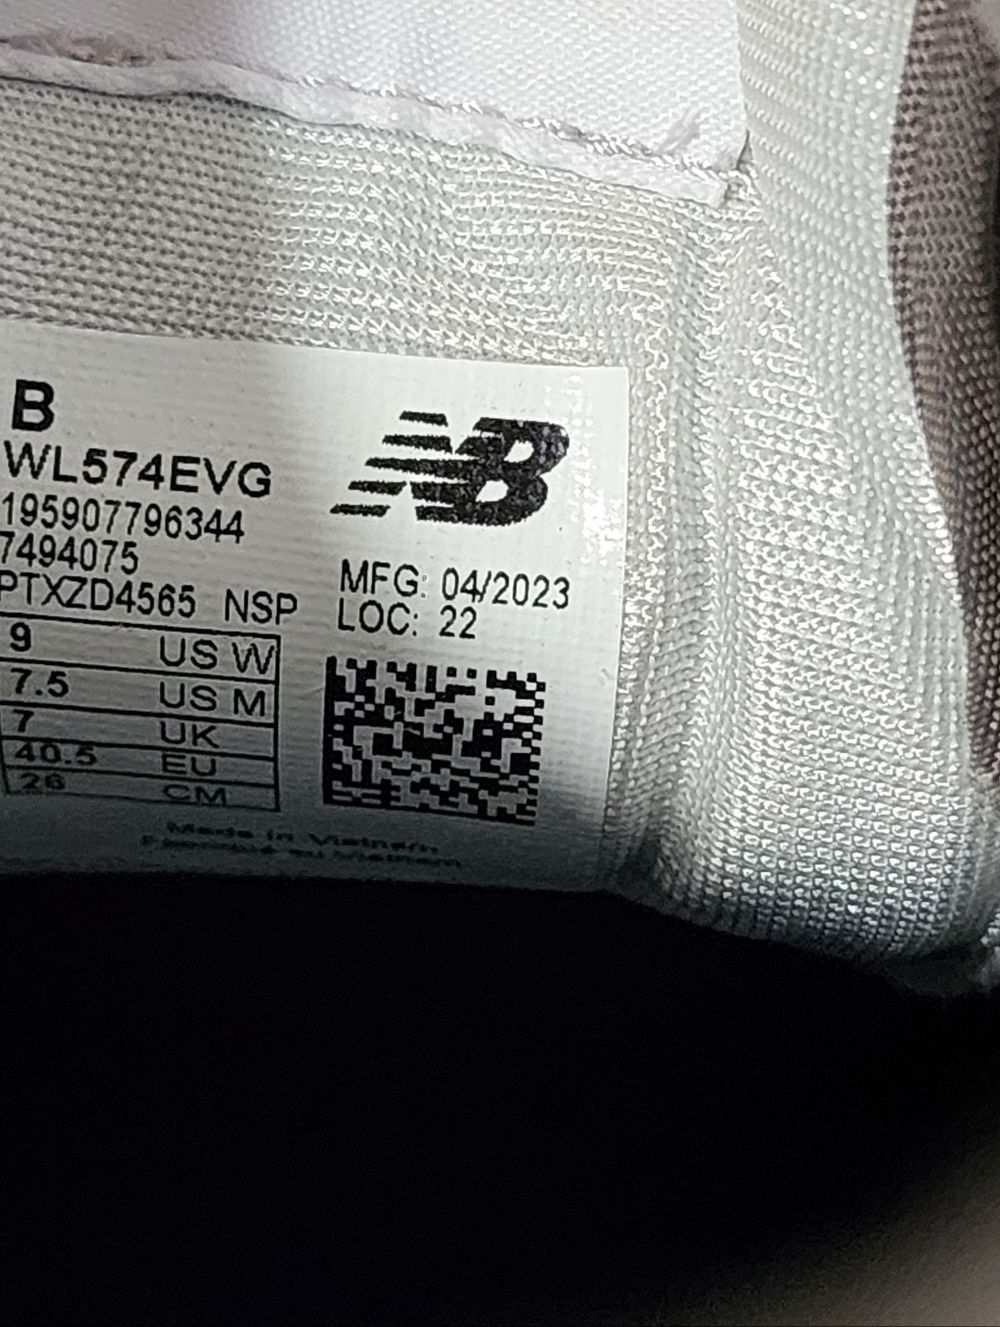 B
WL574EVG
195907796344
7494075
PTXZD4565 NSP
9 US W
7.5 US M
7 UK
40.5 EU
26 CM
NB
MFG: 04/2023
LOC: 22
Made in Vietnam